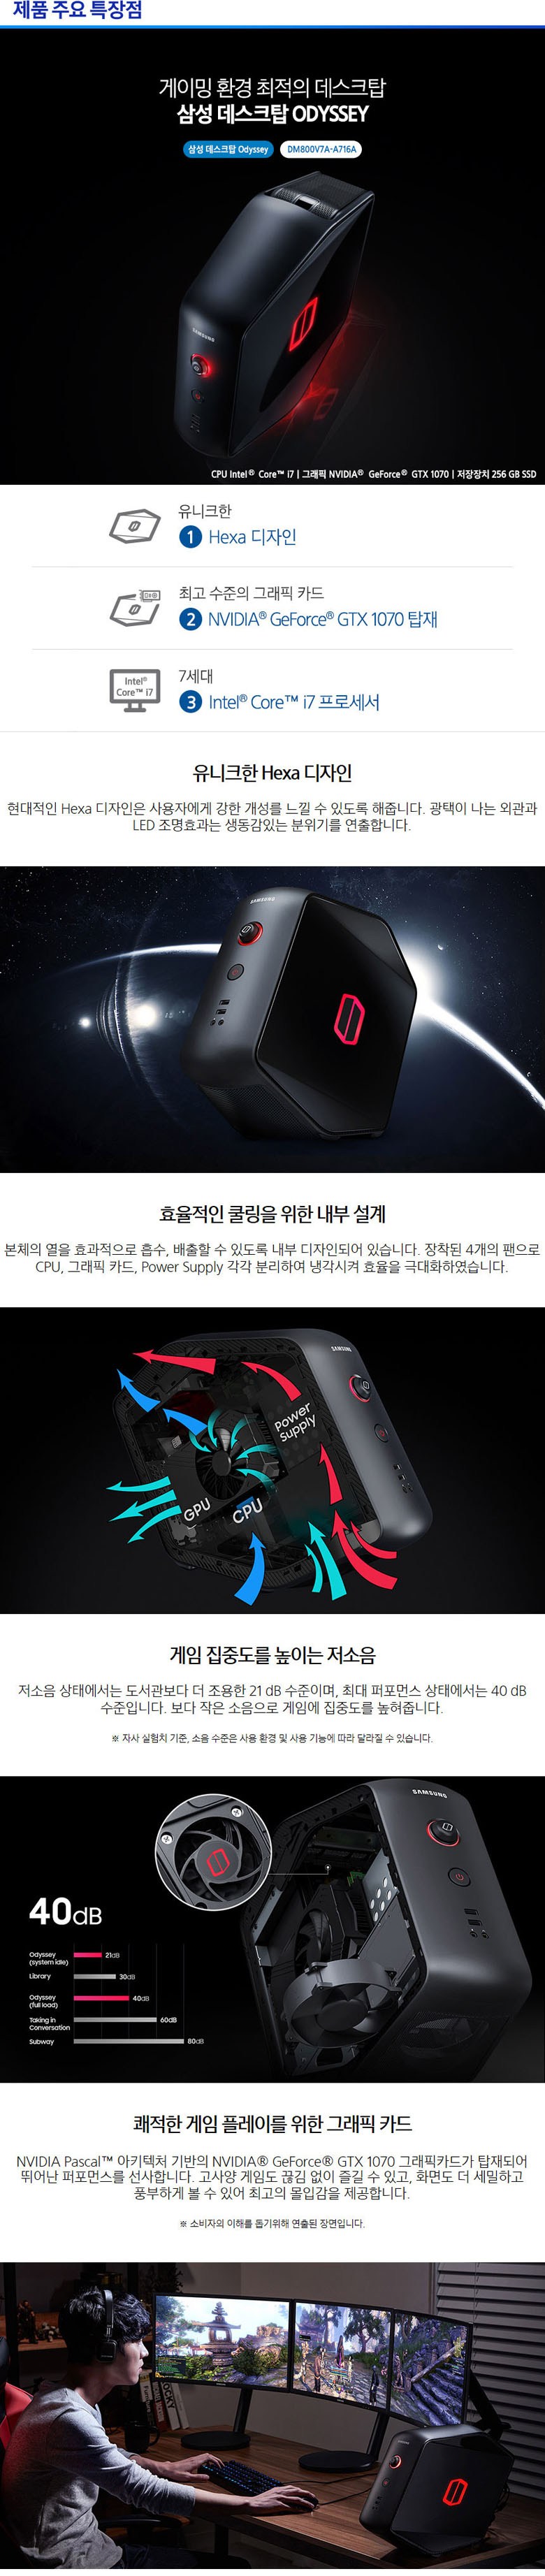 제품 주요 특장점
게이밍 환경 최적의 데스크탑
삼성 데스크탑 ODYSSEY
삼성 데스크탑 Odyssey DM800V7A-A716A
SAMSUNG
CPU Intel® Core™ i7 | 그래픽 NVIDIA® GeForce® GTX 1070 | 저장장치 256 GB SSD
유니크한
1 Hexa 디자인
최고 수준의 그래픽 카드
2 NVIDIA® GeForce® GTX 1070 탑재
Intel®
Core™ i7
7세대
3 Intel® Core™ i7 프로세서
유니크한 Hexa 디자인
현대적인 Hexa 디자인은 사용자에게 강한 개성를 느낄 수 있도록 해줍니다. 광택이 나는 외관과
LED 조명효과는 생동감있는 분위기를 연출합니다.
SAMSUNG
효율적인 쿨링을 위한 내부 설계
본체의 열을 효과적으로 흡수, 배출할 수 있도록 내부 디자인되어 있습니다. 장착된 4개의 팬으로
CPU, 그래픽 카드, Power Supply 각각 분리하여 냉각시켜 효율을 극대화하였습니다.
SAMSUNG
Power
Supply
GPU
CPU
게임 집중도를 높이는 저소음
저소음 상태에서는 도서관보다 더 조용한 21 dB 수준이며, 최대 퍼포먼스 상태에서는 40 dB
수준입니다. 보다 작은 소음으로 게임에 집중도를 높혀줍니다.
※ 자사 실험치 기준, 소음 수준은 사용 환경 및 사용 기능에 따라 달라질 수 있습니다.
SAMSUNG
40dB
Odyssey
(system idle)
21dB
Library
30dB
Odyssey
(full load)
40dB
Taking in
Conversation
60dB
Subway
80dB
쾌적한 게임 플레이를 위한 그래픽 카드
NVIDIA Pascal™ 아키텍처 기반의 NVIDIA® GeForce® GTX 1070 그래픽카드가 탑재되어
뛰어난 퍼포먼스를 선사합니다. 고사양 게임도 끊김 없이 즐길 수 있고, 화면도 더 세밀하고
풍부하게 볼 수 있어 최고의 몰입감을 제공합니다.
※ 소비자의 이해를 돕기위해 연출된 장면입니다.